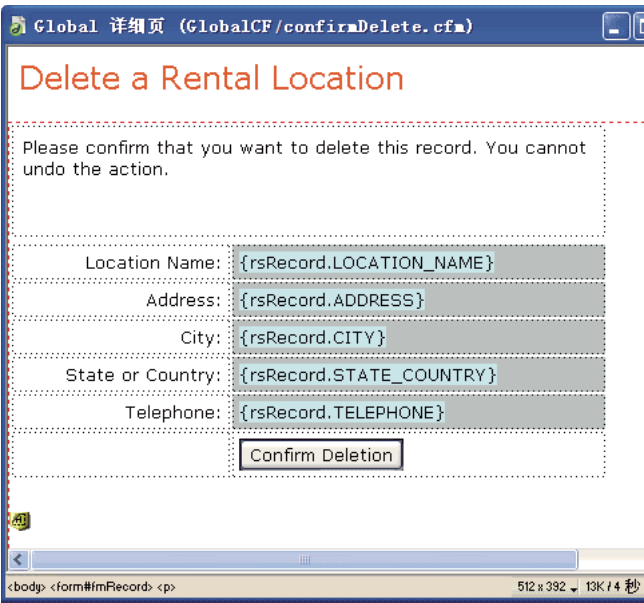 Global 详细页 (GlobalCF/confirmDelete.cfm)
Delete a Rental Location
Please confirm that you want to delete this record. You cannot
undo the action.
Location Name: {rsRecord.LOCATION_NAME}
Address: {rsRecord.ADDRESS}
City: {rsRecord.CITY}
State or Country: {rsRecord.STATE_COUNTRY}
Telephone: {rsRecord.TELEPHONE}
Confirm Deletion
<body> <form#fmRecord> <p> 512 x 392 13K / 4 秒